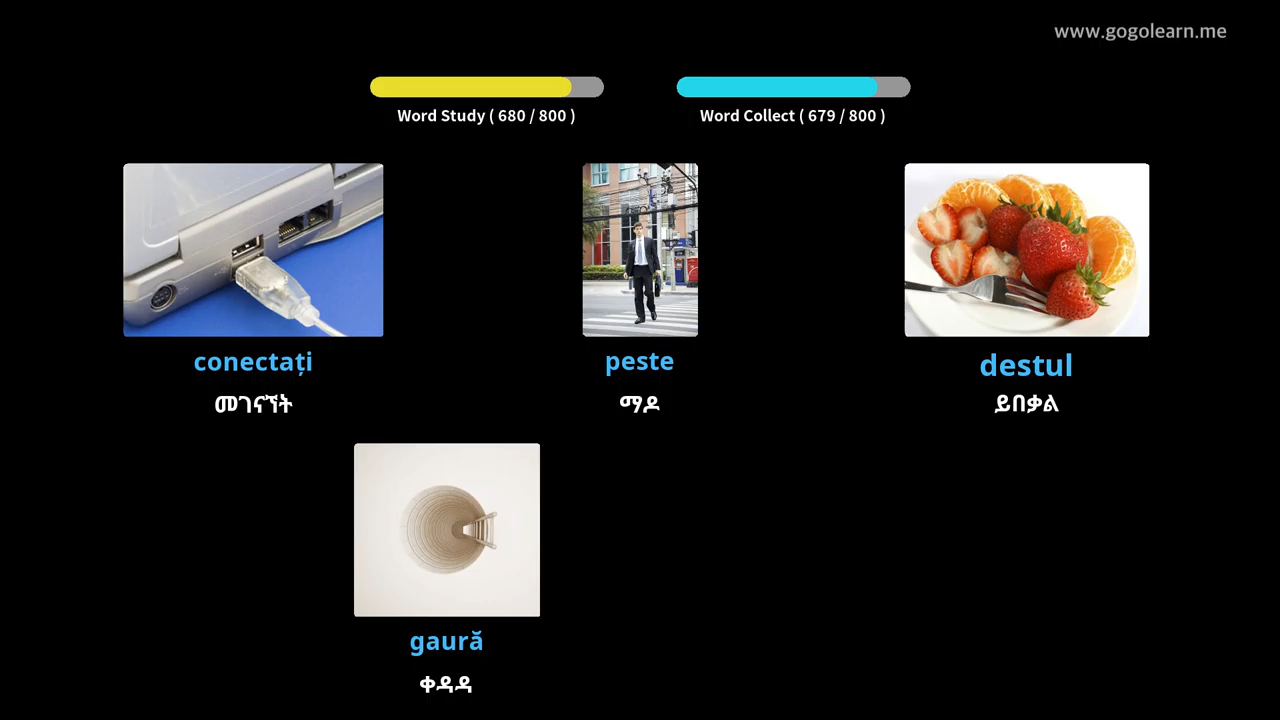 www.gogolearn.me
Word Study ( 680 / 800 )
Word Collect ( 679 / 800 )
conectați
peste
destul
መገናኘት
ማዶ
ይበቃል
gaură
ቀዳዳ